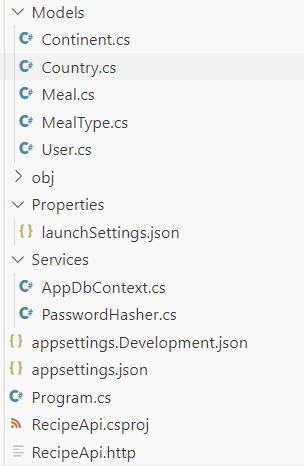 Models
C# Continent.cs
C# Country.cs
C# Meal.cs
C# MealType.cs
C# User.cs
obj
Properties
{} launchSettings.json
Services
C# AppDbContext.cs
C# PasswordHasher.cs
{} appsettings.Development.json
{} appsettings.json
C# Program.cs
RecipeApi.csproj
RecipeApi.http